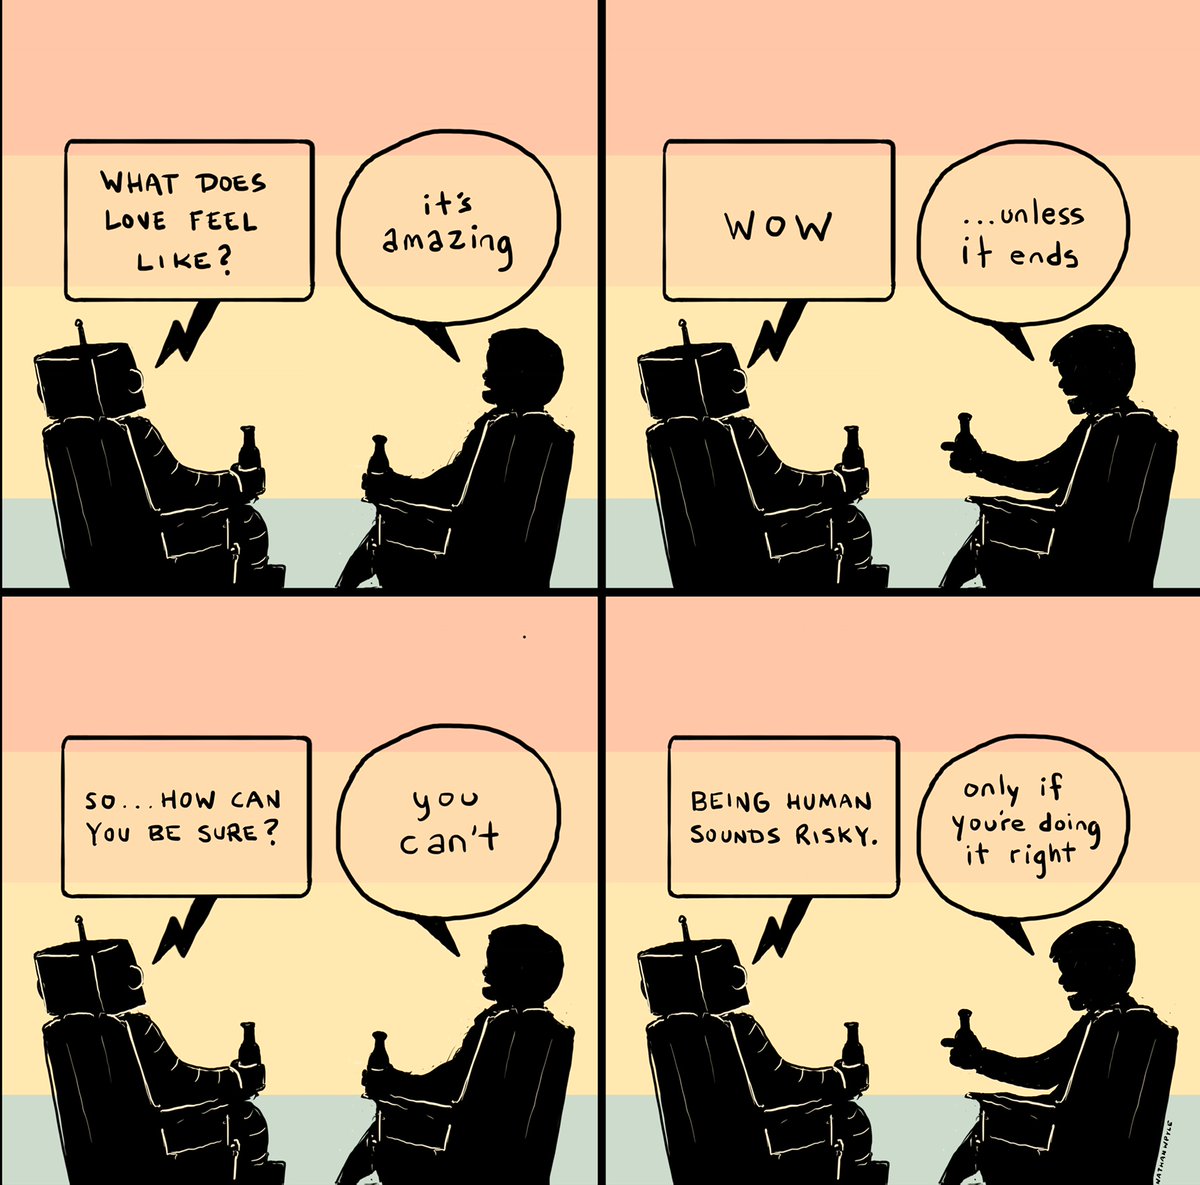 WHAT DOES
LOVE FEEL
LIKE?
it's
amazing
WOW
...unless
it ends
SO...HOW CAN
YOU BE SURE?
you
can't
BEING HUMAN
SOUNDS RISKY.
only if
you're doing
it right
NATHANWPYLE